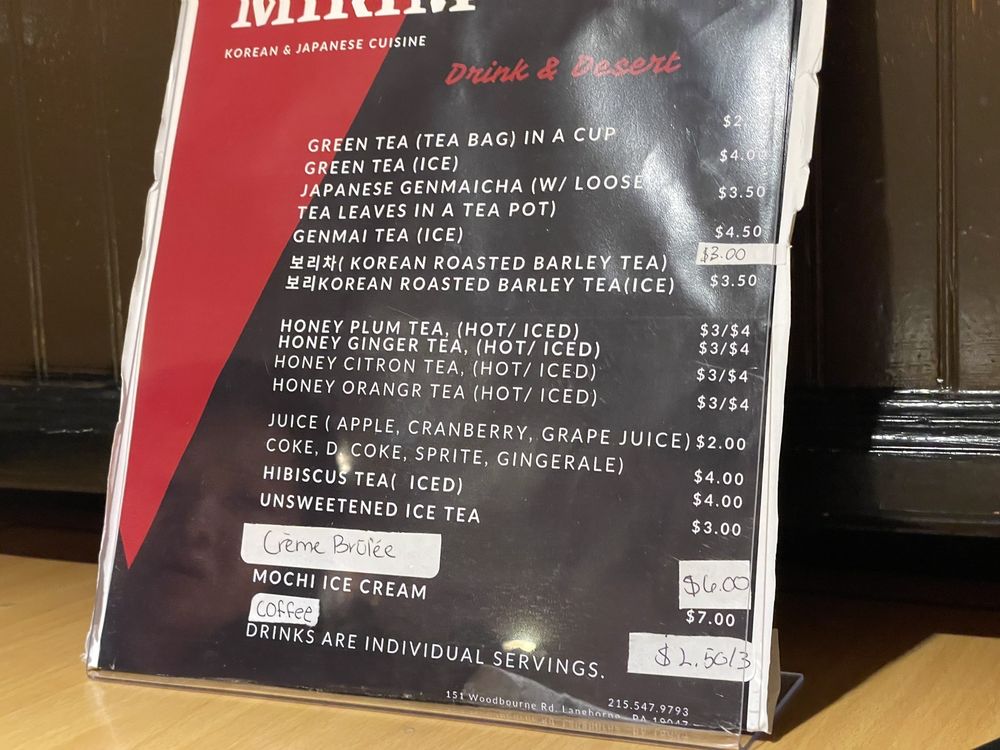 MIRIM
KOREAN & JAPANESE CUISINE
Drink & Desert
GREEN TEA (TEA BAG) IN A CUP $2
GREEN TEA (ICE) $4.00
JAPANESE GENMAICHA (W/ LOOSE $3.50
TEA LEAVES IN A TEA POT)
GENMAI TEA (ICE) $4.50
보리차( KOREAN ROASTED BARLEY TEA) $3.00
보리KOREAN ROASTED BARLEY TEA(ICE) $3.50
HONEY PLUM TEA, (HOT/ ICED) $3/$4
HONEY GINGER TEA, (HOT/ ICED) $3/$4
HONEY CITRON TEA, (HOT/ ICED) $3/$4
HONEY ORANGR TEA (HOT/ ICED) $3/$4
JUICE ( APPLE, CRANBERRY, GRAPE JUICE) $2.00
COKE, D, COKE, SPRITE, GINGERALE)
HIBISCUS TEA( ICED) $4.00
$4.00
UNSWEETENED ICE TEA $3.00
Crème Brûlée
MOCHI ICE CREAM $6.00
Coffee $7.00
DRINKS ARE INDIVIDUAL SERVINGS. $2.50/3
151 Woodbourne Rd, Langhorne, PA 19047 215.547.9793